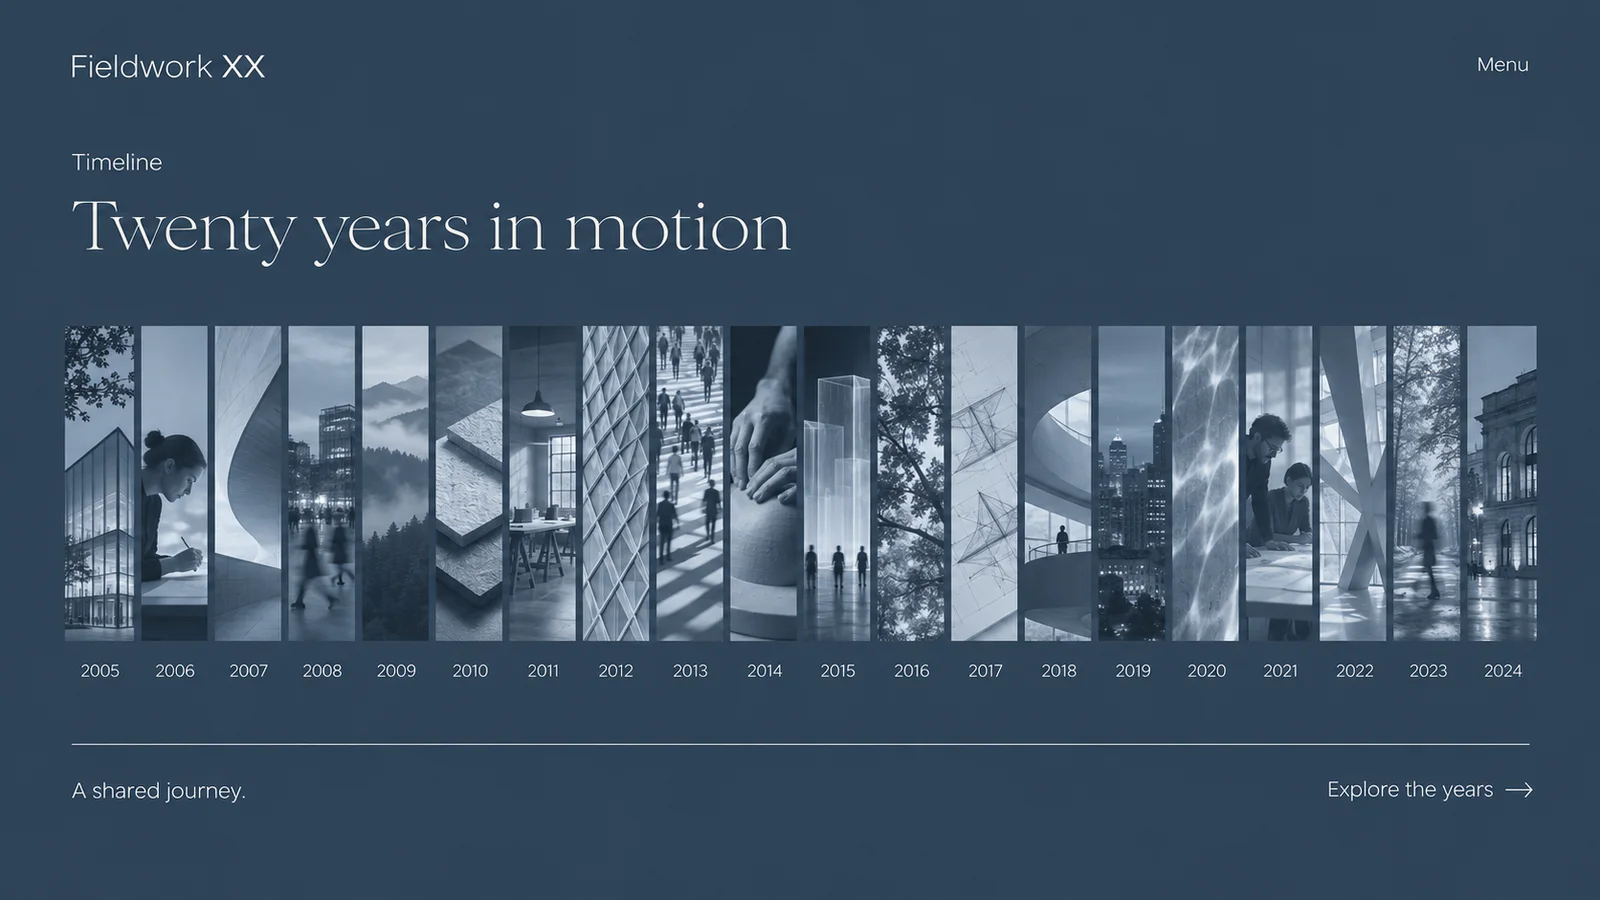 Fieldwork XX
Menu
Timeline
Twenty years in motion
2005 2006 2007 2008 2009 2010 2011 2012 2013 2014 2015 2016 2017 2018 2019 2020 2021 2022 2023 2024
A shared journey.
Explore the years →